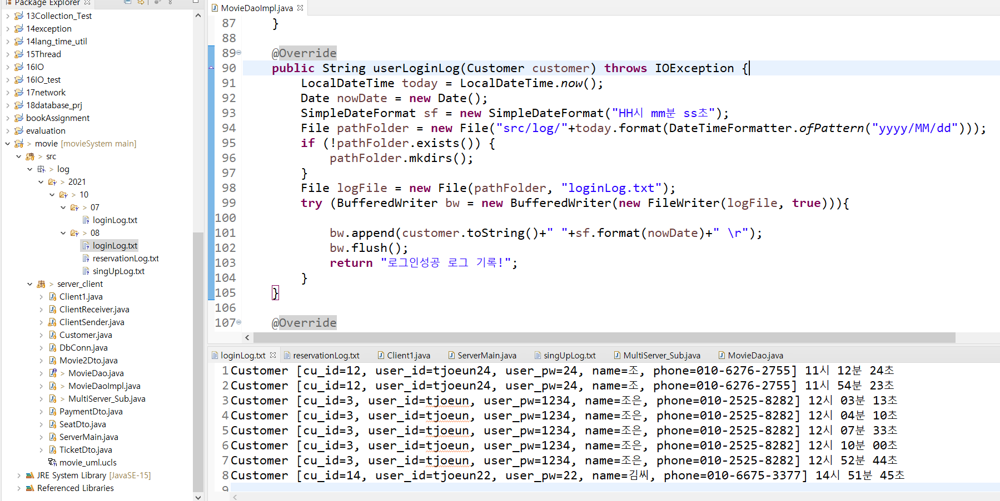 Package Explorer
13Collection_Test
14exception
14lang_time_util
15Thread
16IO
16IO_test
17network
18database_prj
bookAssignment
evaluation
> movie [movieSystem main]
> src
> log
> 2021
> 10
> 07
loginLog.txt
> 08
loginLog.txt
reservationLog.txt
singUpLog.txt
> server_client
Client1.java
ClientReceiver.java
ClientSender.java
Customer.java
DbConn.java
Movie2Dto.java
> MovieDao.java
> MovieDaoImpl.java
> MultiServer_Sub.java
PaymentDto.java
SeatDto.java
ServerMain.java
TicketDto.java
movie_uml.ucls
JRE System Library [JavaSE-15]
Referenced Libraries
MovieDaoImpl.java
87 }
88
89 @Override
90 public String userLoginLog(Customer customer) throws IOException {
91 LocalDateTime today = LocalDateTime.now();
92 Date nowDate = new Date();
93 SimpleDateFormat sf = new SimpleDateFormat("HH시 mm분 ss초");
94 File pathFolder = new File("src/log/"+today.format(DateTimeFormatter.ofPattern("yyyy/MM/dd")));
95 if (!pathFolder.exists()) {
96 pathFolder.mkdirs();
97 }
98 File logFile = new File(pathFolder, "loginLog.txt");
99 try (BufferedWriter bw = new BufferedWriter(new FileWriter(logFile, true))){
100
101 bw.append(customer.toString()+" "+sf.format(nowDate)+" \r");
102 bw.flush();
103 return "로그인성공 로그 기록!";
104 }
105 }
106
107 @Override
loginLog.txt reservationLog.txt Client1.java ServerMain.java singUpLog.txt MultiServer_Sub.java MovieDao.java
1 Customer [cu_id=12, user_id=tjoeun24, user_pw=24, name=조, phone=010-6276-2755] 11시 12분 24초
2 Customer [cu_id=12, user_id=tjoeun24, user_pw=24, name=조, phone=010-6276-2755] 11시 54분 23초
3 Customer [cu_id=3, user_id=tjoeun, user_pw=1234, name=조은, phone=010-2525-8282] 12시 03분 13초
4 Customer [cu_id=3, user_id=tjoeun, user_pw=1234, name=조은, phone=010-2525-8282] 12시 04분 10초
5 Customer [cu_id=3, user_id=tjoeun, user_pw=1234, name=조은, phone=010-2525-8282] 12시 07분 33초
6 Customer [cu_id=3, user_id=tjoeun, user_pw=1234, name=조은, phone=010-2525-8282] 12시 10분 00초
7 Customer [cu_id=3, user_id=tjoeun, user_pw=1234, name=조은, phone=010-2525-8282] 12시 52분 44초
8 Customer [cu_id=14, user_id=tjoeun22, user_pw=22, name=김씨, phone=010-6675-3377] 14시 51분 45초
9